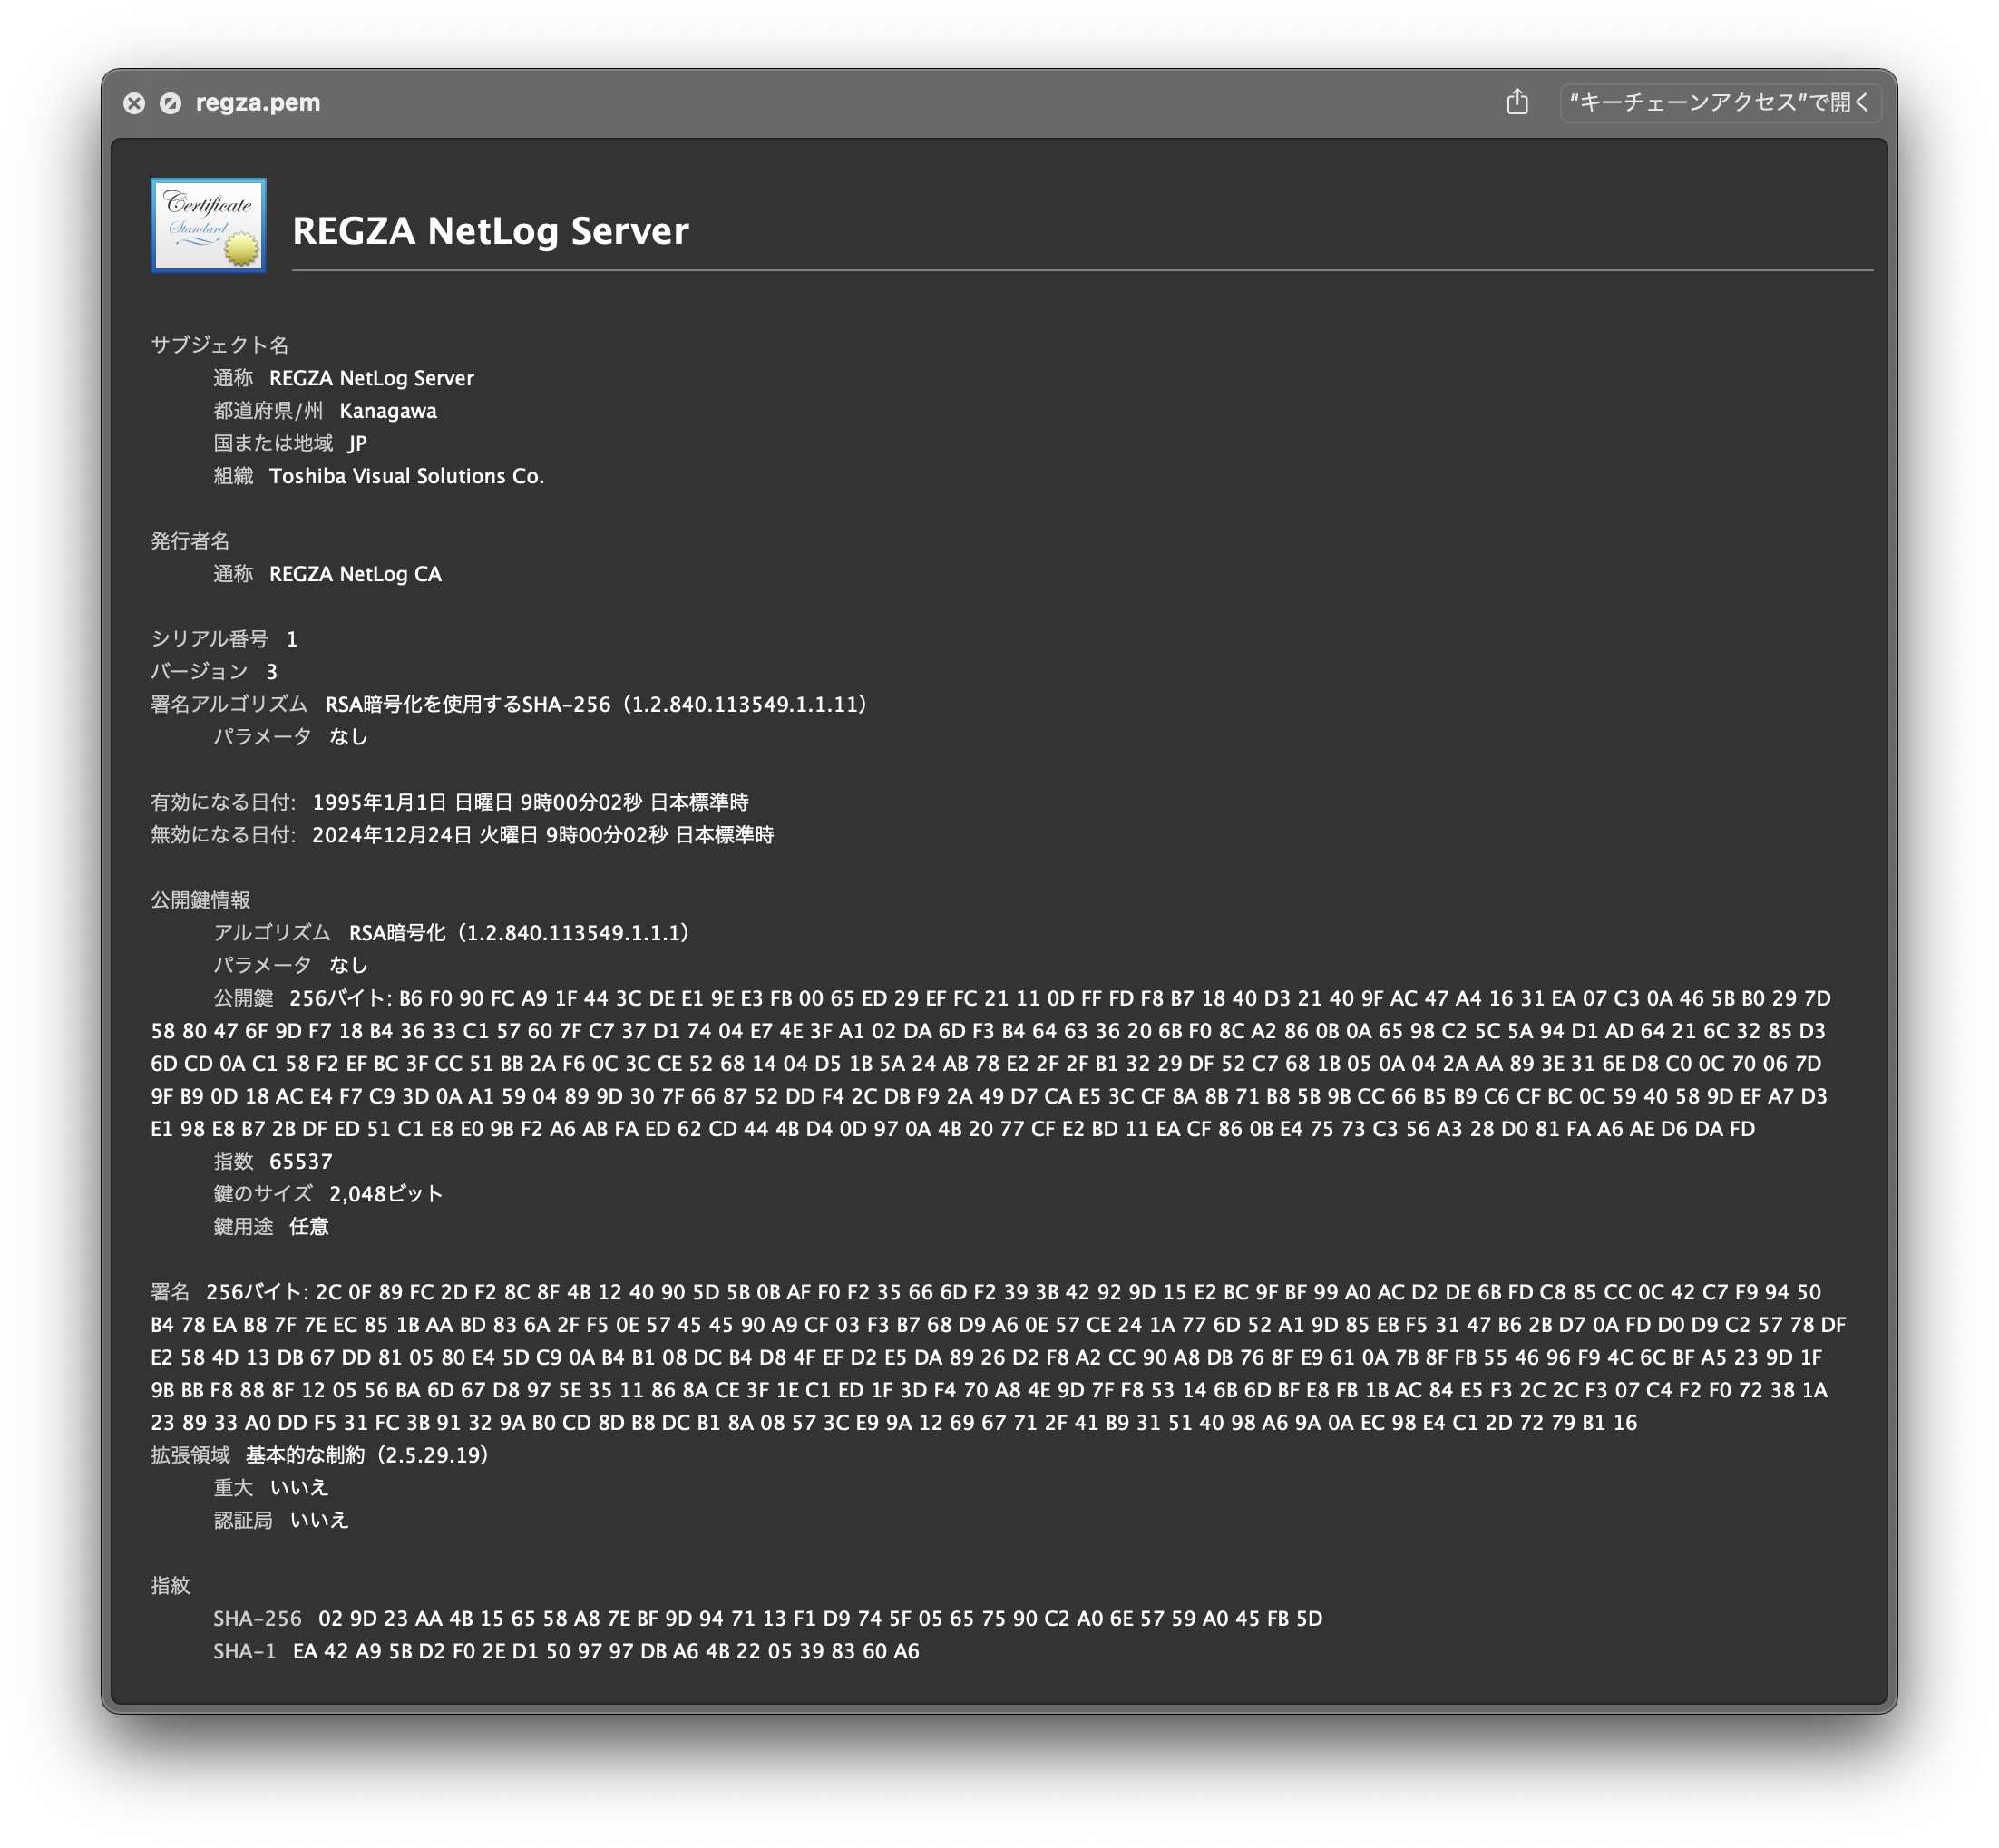 regza.pem
“キーチェーンアクセス”で開く
Certificate
Standard
REGZA NetLog Server
サブジェクト名
通称 REGZA NetLog Server
都道府県/州 Kanagawa
国または地域 JP
組織 Toshiba Visual Solutions Co.
発行者名
通称 REGZA NetLog CA
シリアル番号 1
バージョン 3
署名アルゴリズム RSA暗号化を使用するSHA-256（1.2.840.113549.1.1.11）
パラメータ なし
有効になる日付: 1995年1月1日 日曜日 9時00分02秒 日本標準時
無効になる日付: 2024年12月24日 火曜日 9時00分02秒 日本標準時
公開鍵情報
アルゴリズム RSA暗号化（1.2.840.113549.1.1.1）
パラメータ なし
公開鍵 256バイト: B6 F0 90 FC A9 1F 44 3C DE E1 9E E3 FB 00 65 ED 29 EF FC 21 11 0D FF FD F8 B7 18 40 D3 21 40 9F AC 47 A4 16 31 EA 07 C3 0A 46 5B B0 29 7D
58 80 47 6F 9D F7 18 B4 36 33 C1 57 60 7F C7 37 D1 74 04 E7 4E 3F A1 02 DA 6D F3 B4 64 63 36 20 6B F0 8C A2 86 0B 0A 65 98 C2 5C 5A 94 D1 AD 64 21 6C 32 85 D3
6D CD 0A C1 58 F2 EF BC 3F CC 51 BB 2A F6 0C 3C CE 52 68 14 04 D5 1B 5A 24 AB 78 E2 2F 2F B1 32 29 DF 52 C7 68 1B 05 0A 04 2A AA 89 3E 31 6E D8 C0 0C 70 06 7D
9F B9 0D 18 AC E4 F7 C9 3D 0A A1 59 04 89 9D 30 7F 66 87 52 DD F4 2C DB F9 2A 49 D7 CA E5 3C CF 8A 8B 71 B8 5B 9B CC 66 B5 B9 C6 CF BC 0C 59 40 58 9D EF A7 D3
E1 98 E8 B7 2B DF ED 51 C1 E8 E0 9B F2 A6 AB FA ED 62 CD 44 4B D4 0D 97 0A 4B 20 77 CF E2 BD 11 EA CF 86 0B E4 75 73 C3 56 A3 28 D0 81 FA A6 AE D6 DA FD
指数 65537
鍵のサイズ 2,048ビット
鍵用途 任意
署名 256バイト: 2C 0F 89 FC 2D F2 8C 8F 4B 12 40 90 5D 5B 0B AF F0 F2 35 66 6D F2 39 3B 42 92 9D 15 E2 BC 9F BF 99 A0 AC D2 DE 6B FD C8 85 CC 0C 42 C7 F9 94 50
B4 78 EA B8 7F 7E EC 85 1B AA BD 83 6A 2F F5 0E 57 45 45 90 A9 CF 03 F3 B7 68 D9 A6 0E 57 CE 24 1A 77 6D 52 A1 9D 85 EB F5 31 47 B6 2B D7 0A FD D0 D9 C2 57 78 DF
E2 58 4D 13 DB 67 DD 81 05 80 E4 5D C9 0A B4 B1 08 DC B4 D8 4F EF D2 E5 DA 89 26 D2 F8 A2 CC 90 A8 DB 76 8F E9 61 0A 7B 8F FB 55 46 96 F9 4C 6C BF A5 23 9D 1F
9B BB F8 88 8F 12 05 56 BA 6D 67 D8 97 5E 35 11 86 8A CE 3F 1E C1 ED 1F 3D F4 70 A8 4E 9D 7F F8 53 14 6B 6D BF E8 FB 1B AC 84 E5 F3 2C 2C F3 07 C4 F2 F0 72 38 1A
23 89 33 A0 DD F5 31 FC 3B 91 32 9A B0 CD 8D B8 DC B1 8A 08 57 3C E9 9A 12 69 67 71 2F 41 B9 31 51 40 98 A6 9A 0A EC 98 E4 C1 2D 72 79 B1 16
拡張領域 基本的な制約（2.5.29.19）
重大 いいえ
認証局 いいえ
指紋
SHA-256 02 9D 23 AA 4B 15 65 58 A8 7E BF 9D 94 71 13 F1 D9 74 5F 05 65 75 90 C2 A0 6E 57 59 A0 45 FB 5D
SHA-1 EA 42 A9 5B D2 F0 2E D1 50 97 97 DB A6 4B 22 05 39 83 60 A6